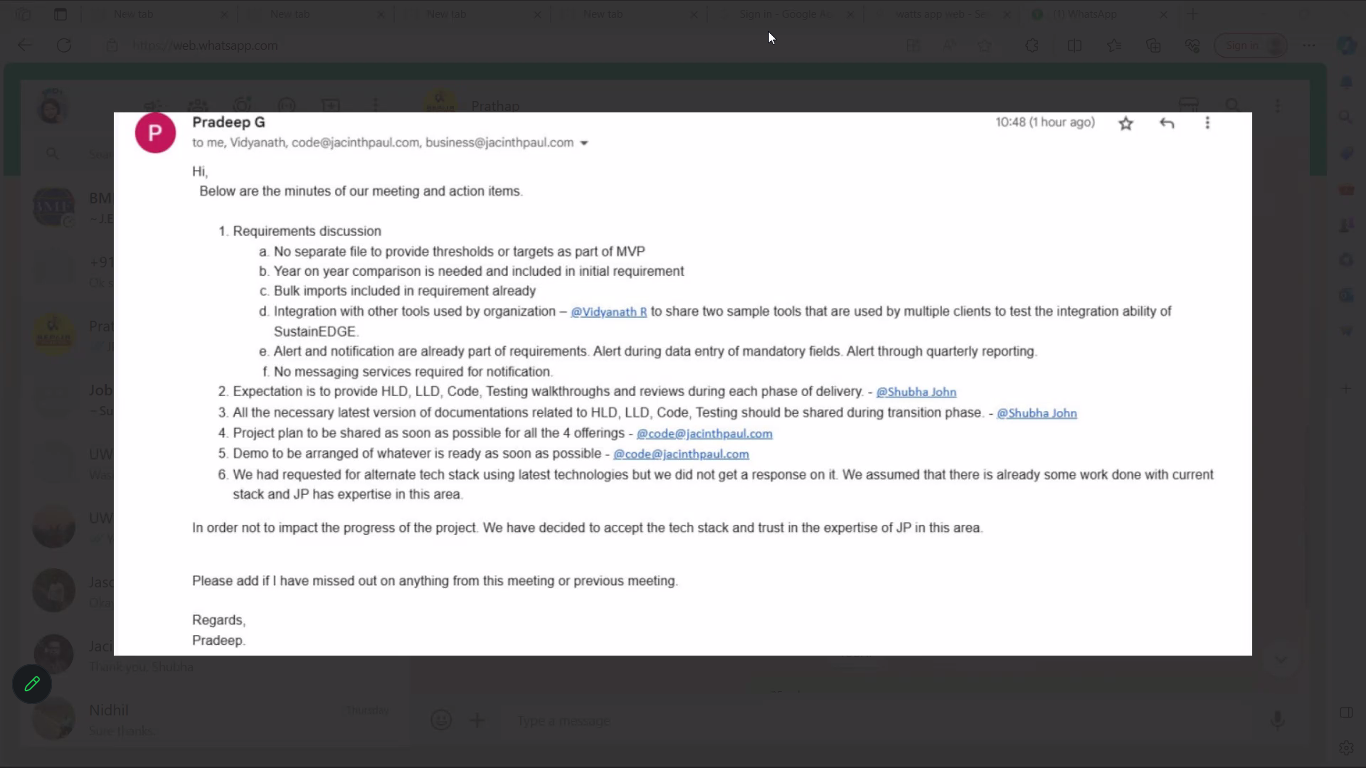 New tab
New tab
New tab
New tab
Sign in - Google Ac
watts app web - Se
(1) WhatsApp
https://web.whatsapp.com
Sign in
Prathap
P
Pradeep G
10:48 (1 hour ago)
to me, Vidyanath, code@jacinthpaul.com, business@jacinthpaul.com
Hi,
Below are the minutes of our meeting and action items.
1. Requirements discussion
a. No separate file to provide thresholds or targets as part of MVP
b. Year on year comparison is needed and included in initial requirement
c. Bulk imports included in requirement already
d. Integration with other tools used by organization – @Vidyanath R to share two sample tools that are used by multiple clients to test the integration ability of
SustainEDGE.
e. Alert and notification are already part of requirements. Alert during data entry of mandatory fields. Alert through quarterly reporting.
f. No messaging services required for notification.
2. Expectation is to provide HLD, LLD, Code, Testing walkthroughs and reviews during each phase of delivery. - @Shubha John
3. All the necessary latest version of documentations related to HLD, LLD, Code, Testing should be shared during transition phase. - @Shubha John
4. Project plan to be shared as soon as possible for all the 4 offerings - @code@jacinthpaul.com
5. Demo to be arranged of whatever is ready as soon as possible - @code@jacinthpaul.com
6. We had requested for alternate tech stack using latest technologies but we did not get a response on it. We assumed that there is already some work done with current
stack and JP has expertise in this area.
In order not to impact the progress of the project. We have decided to accept the tech stack and trust in the expertise of JP in this area.
Please add if I have missed out on anything from this meeting or previous meeting.
Regards,
Pradeep.
+91
Job
UW
UW
Thank you, Shubha
Nidhil
Thursday
Sure thanks
Type a message